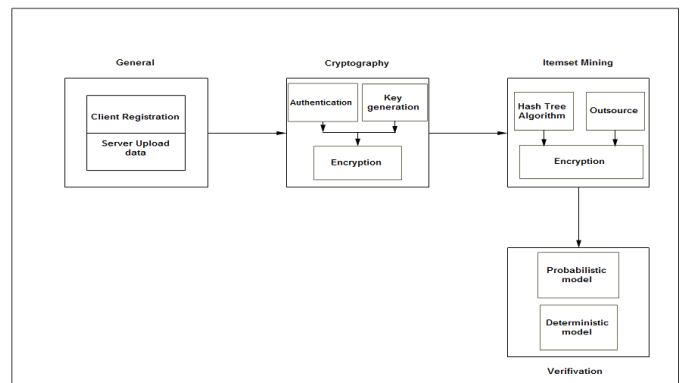 General
Client Registration
Server Upload
data
Cryptography
Authentication
Key
generation
Encryption
Itemset Mining
Hash Tree
Algorithm
Outsource
Encryption
Probabilistic
model
Deterministic
model
Verifivation